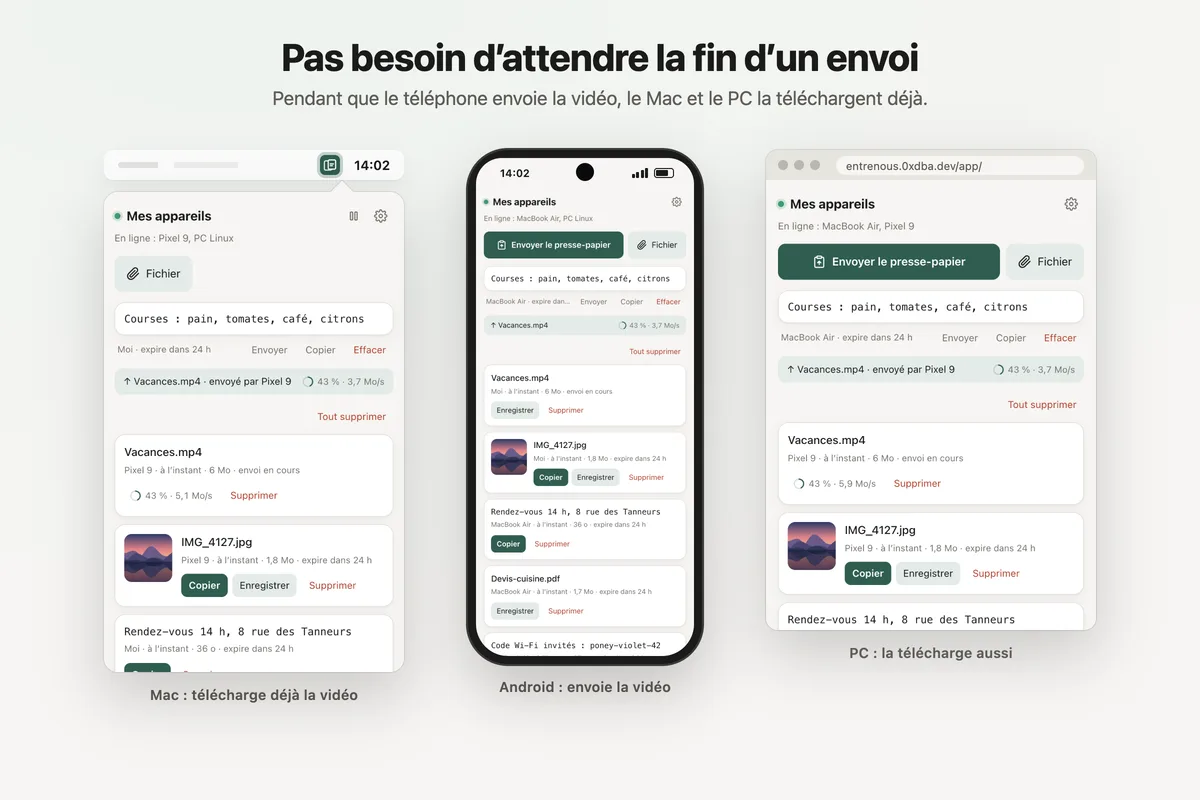 Pas besoin d’attendre la fin d’un envoi
Pendant que le téléphone envoie la vidéo, le Mac et le PC la téléchargent déjà.
14:02
Mes appareils
En ligne : Pixel 9, PC Linux
Fichier
Courses : pain, tomates, café, citrons
Moi · expire dans 24 h Envoyer Copier Effacer
↑ Vacances.mp4 · envoyé par Pixel 9 43 % · 3,7 Mo/s
Tout supprimer
Vacances.mp4
Pixel 9 · à l’instant · 6 Mo · envoi en cours
43 % · 5,1 Mo/s Supprimer
IMG_4127.jpg
Pixel 9 · à l’instant · 1,8 Mo · expire dans 24 h
Copier Enregistrer Supprimer
Rendez-vous 14 h, 8 rue des Tanneurs
Moi · à l’instant · 36 o · expire dans 24 h
Mac : télécharge déjà la vidéo
14:02
Mes appareils
En ligne : MacBook Air, PC Linux
Envoyer le presse-papier Fichier
Courses : pain, tomates, café, citrons
MacBook Air · expire dan… Envoyer Copier Effacer
↑ Vacances.mp4 43 % · 3,7 Mo/s
Tout supprimer
Vacances.mp4
Moi · à l’instant · 6 Mo · envoi en cours
Enregistrer Supprimer
IMG_4127.jpg
Moi · à l’instant · 1,8 Mo · expire dans 24 h
Copier Enregistrer Supprimer
Rendez-vous 14 h, 8 rue des Tanneurs
MacBook Air · à l’instant · 36 o · expire dans 24 h
Copier Supprimer
Devis-cuisine.pdf
MacBook Air · à l’instant · 1,7 Mo · expire dans 24 h
Enregistrer Supprimer
Code Wi-Fi invités : poney-violet-42
Android : envoie la vidéo
entrenous.0xdba.dev/app/
Mes appareils
En ligne : MacBook Air, Pixel 9
Envoyer le presse-papier Fichier
Courses : pain, tomates, café, citrons
MacBook Air · expire dans 24 h Envoyer Copier Effacer
↑ Vacances.mp4 · envoyé par Pixel 9 43 % · 3,7 Mo/s
Tout supprimer
Vacances.mp4
Pixel 9 · à l’instant · 6 Mo · envoi en cours
43 % · 5,9 Mo/s Supprimer
IMG_4127.jpg
Pixel 9 · à l’instant · 1,8 Mo · expire dans 24 h
Copier Enregistrer Supprimer
Rendez-vous 14 h, 8 rue des Tanneurs
PC : la télécharge aussi